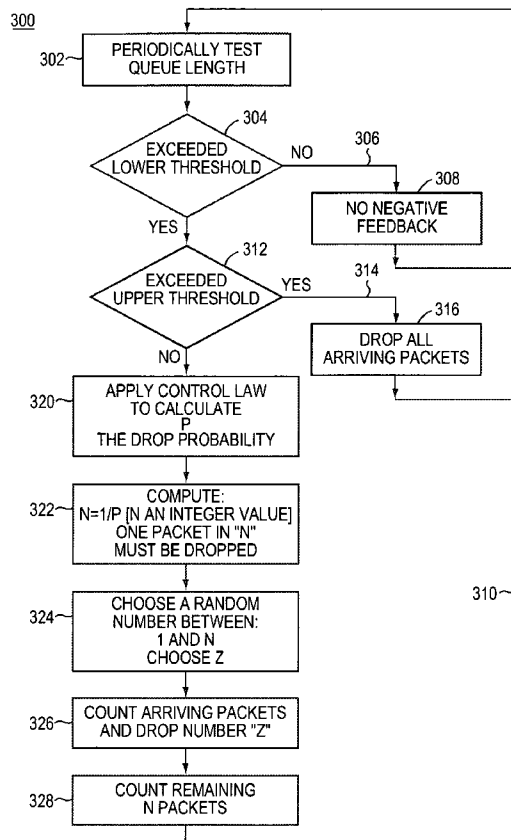 300
302
PERIODICALLY TEST
QUEUE LENGTH
304
EXCEEDED
LOWER THRESHOLD
NO
306
308
NO NEGATIVE
FEEDBACK
YES
312
EXCEEDED
UPPER THRESHOLD
YES
314
316
DROP ALL
ARRIVING PACKETS
NO
320
APPLY CONTROL LAW
TO CALCULATE
P
THE DROP PROBABILITY
322
COMPUTE:
N=1/P [N AN INTEGER VALUE]
ONE PACKET IN "N"
MUST BE DROPPED
324
CHOOSE A RANDOM
NUMBER BETWEEN:
1 AND N
CHOOSE Z
310
326
COUNT ARRIVING PACKETS
AND DROP NUMBER "Z"
328
COUNT REMAINING
N PACKETS